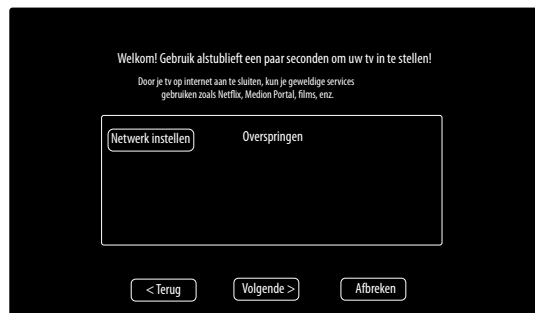 Welkom! Gebruik alstublieft een paar seconden om uw tv in te stellen!
Door je tv op internet aan te sluiten, kun je geweldige services
gebruiken zoals Netflix, Medion Portal, films, enz.
Netwerk instellen Overspringen
< Terug Volgende > Afbreken